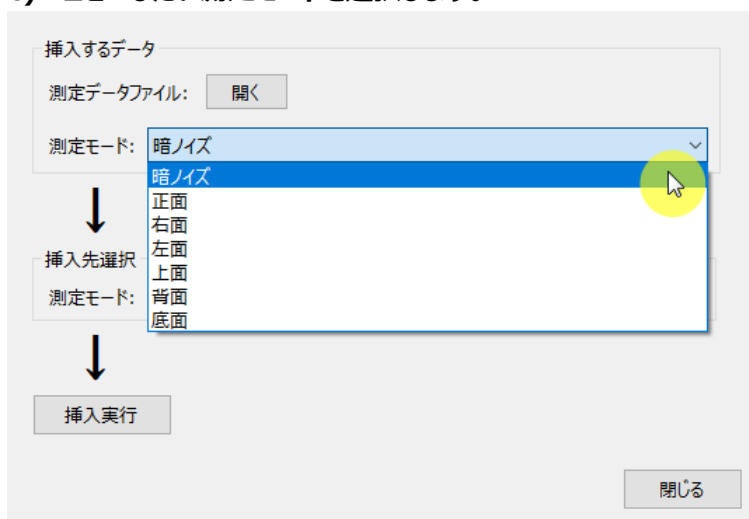 挿入するデータ
測定データファイル: 開く
測定モード: 暗ノイズ
暗ノイズ
正面
右面
左面
上面
背面
底面
挿入先選択
測定モード:
挿入実行
閉じる